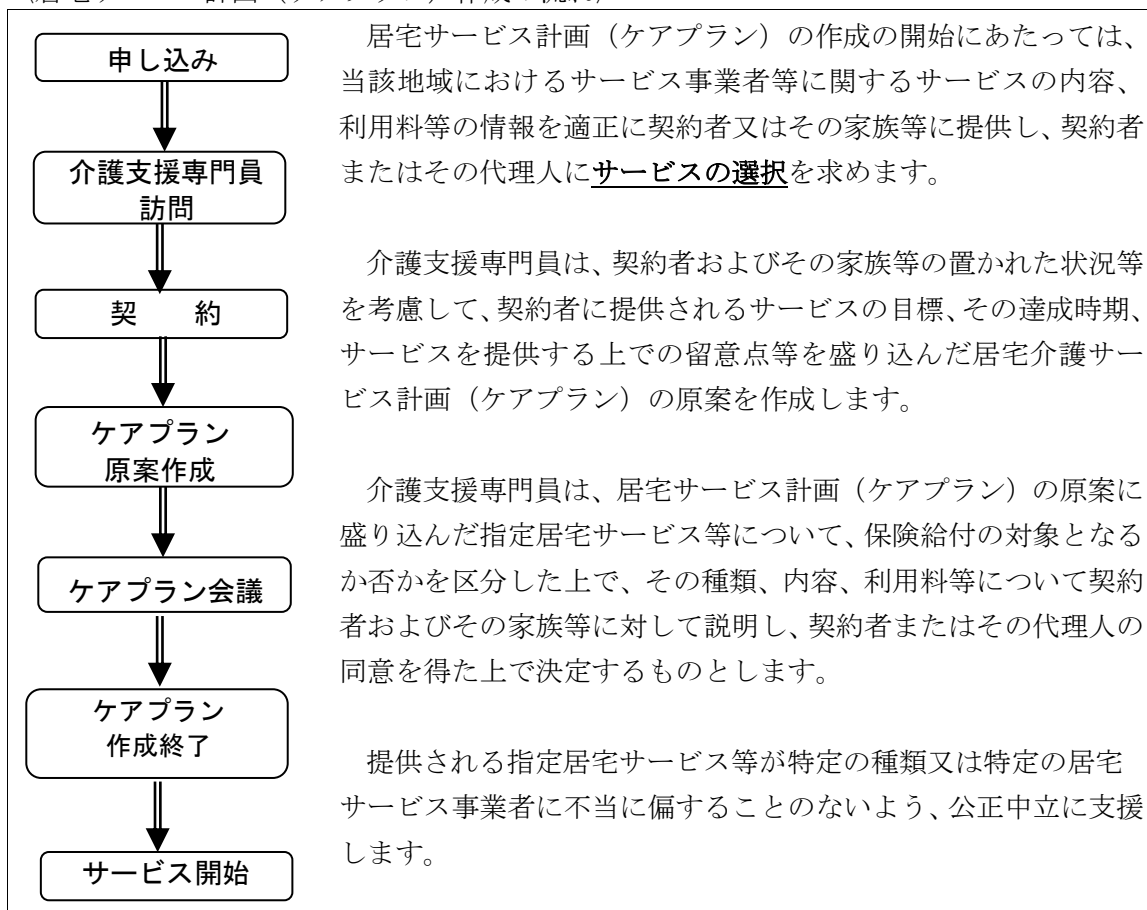 申し込み
介護支援専門員
訪問
契　　約
ケアプラン
原案作成
ケアプラン会議
ケアプラン
作成終了
サービス開始
居宅サービス計画（ケアプラン）の作成の開始にあたっては、
当該地域におけるサービス事業者等に関するサービスの内容、
利用料等の情報を適正に契約者又はその家族等に提供し、契約者
またはその代理人にサービスの選択を求めます。
介護支援専門員は、契約者およびその家族等の置かれた状況等
を考慮して、契約者に提供されるサービスの目標、その達成時期、
サービスを提供する上での留意点等を盛り込んだ居宅介護サー
ビス計画（ケアプラン）の原案を作成します。
介護支援専門員は、居宅サービス計画（ケアプラン）の原案に
盛り込んだ指定居宅サービス等について、保険給付の対象となる
か否かを区分した上で、その種類、内容、利用料等について契約
者およびその家族等に対して説明し、契約者またはその代理人の
同意を得た上で決定するものとします。
提供される指定居宅サービス等が特定の種類又は特定の居宅
サービス事業者に不当に偏することのないよう、公正中立に支援
します。